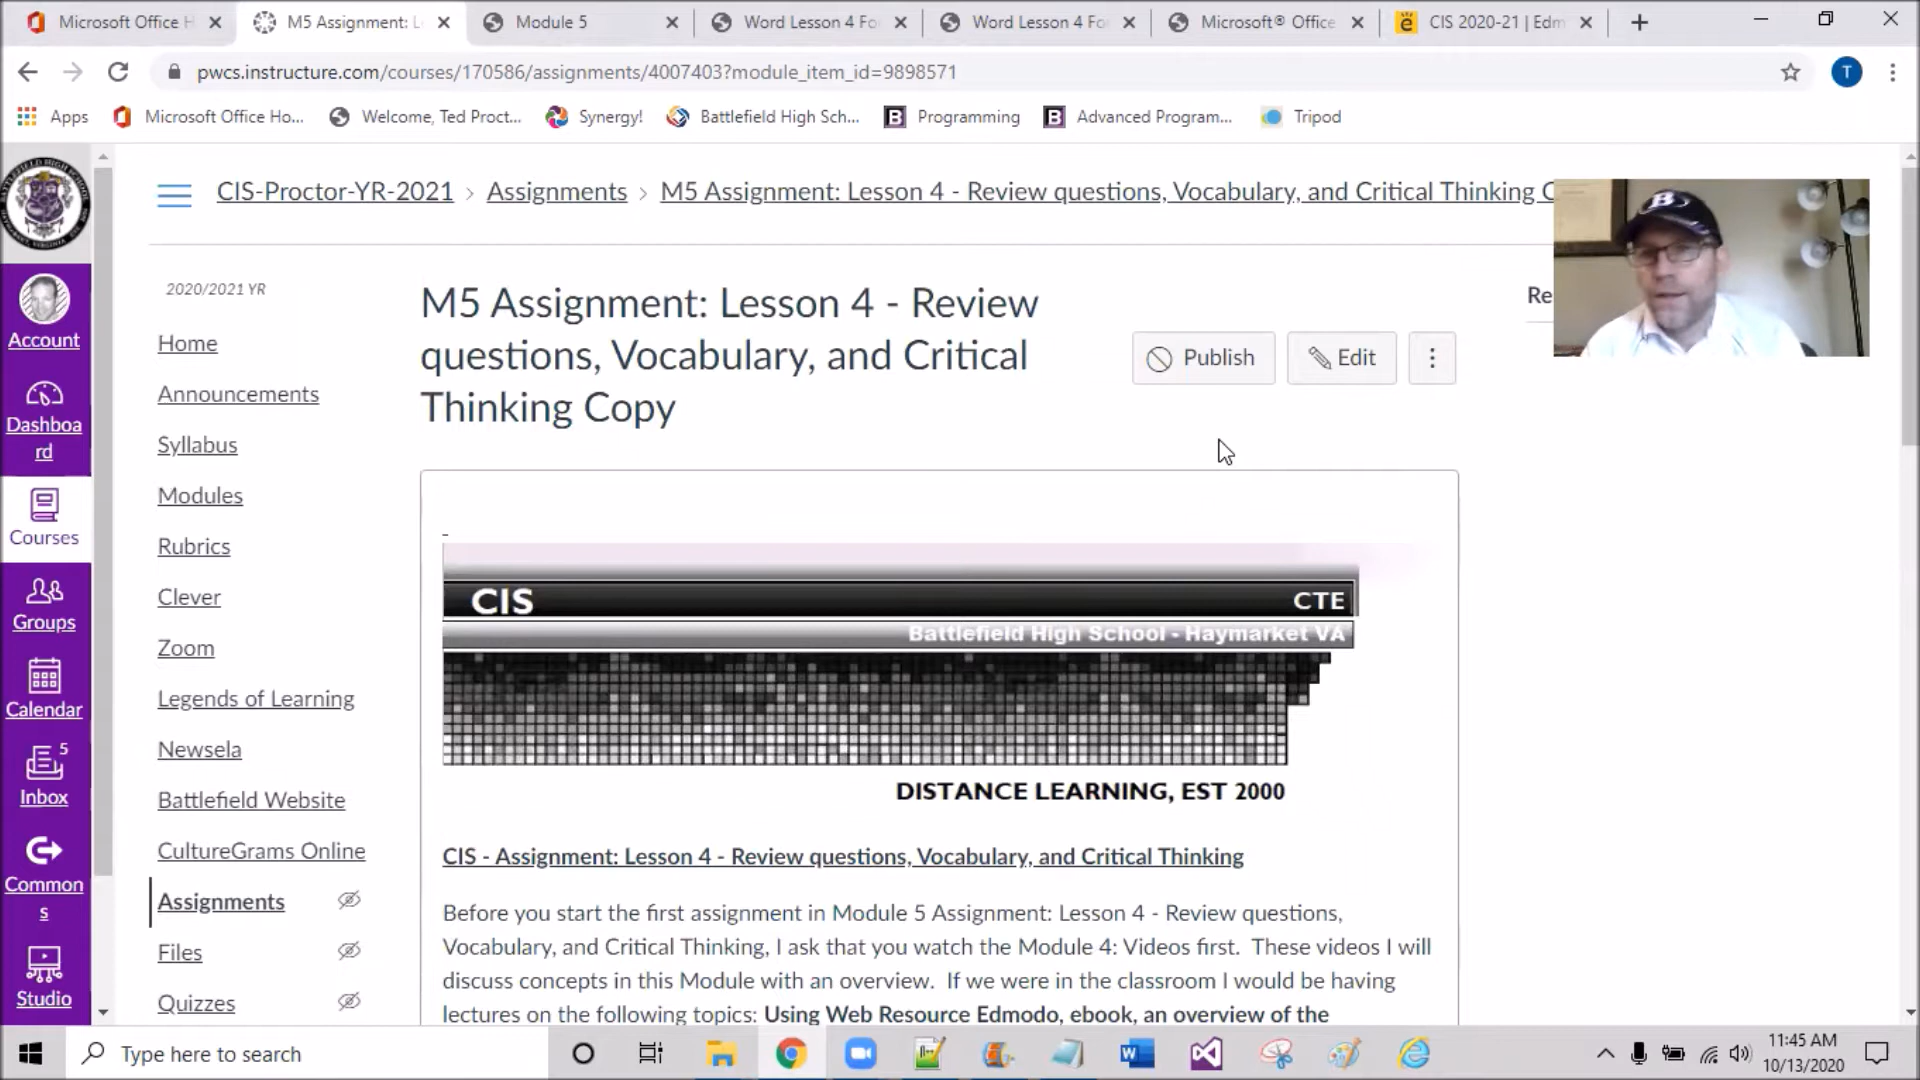 Microsoft Office H
M5 Assignment: L
Module 5
Word Lesson 4 Fo
Word Lesson 4 Fo
Microsoft® Office
CIS 2020-21 | Edm
pwcs.instructure.com/courses/170586/assignments/4007403?module_item_id=9898571
T
Apps
Microsoft Office Ho...
Welcome, Ted Proct...
Synergy!
Battlefield High Sch...
B Programming
B Advanced Program...
Tripod
CIS-Proctor-YR-2021 › Assignments › M5 Assignment: Lesson 4 - Review questions, Vocabulary, and Critical Thinking C
B
2020/2021 YR
Home
Announcements
Syllabus
Modules
Rubrics
Clever
Zoom
Legends of Learning
Newsela
Battlefield Website
CultureGrams Online
Assignments
Files
Quizzes
Account
Dashboa
rd
Courses
Groups
Calendar
5
Inbox
Common
s
Studio
M5 Assignment: Lesson 4 - Review
questions, Vocabulary, and Critical
Thinking Copy
Publish
Edit
Re
CIS
CTE
Battlefield High School - Haymarket VA
DISTANCE LEARNING, EST 2000
CIS - Assignment: Lesson 4 - Review questions, Vocabulary, and Critical Thinking
Before you start the first assignment in Module 5 Assignment: Lesson 4 - Review questions,
Vocabulary, and Critical Thinking, I ask that you watch the Module 4: Videos first. These videos I will
discuss concepts in this Module with an overview. If we were in the classroom I would be having
lectures on the following topics: Using Web Resource Edmodo, ebook, an overview of the
Type here to search
11:45 AM
10/13/2020